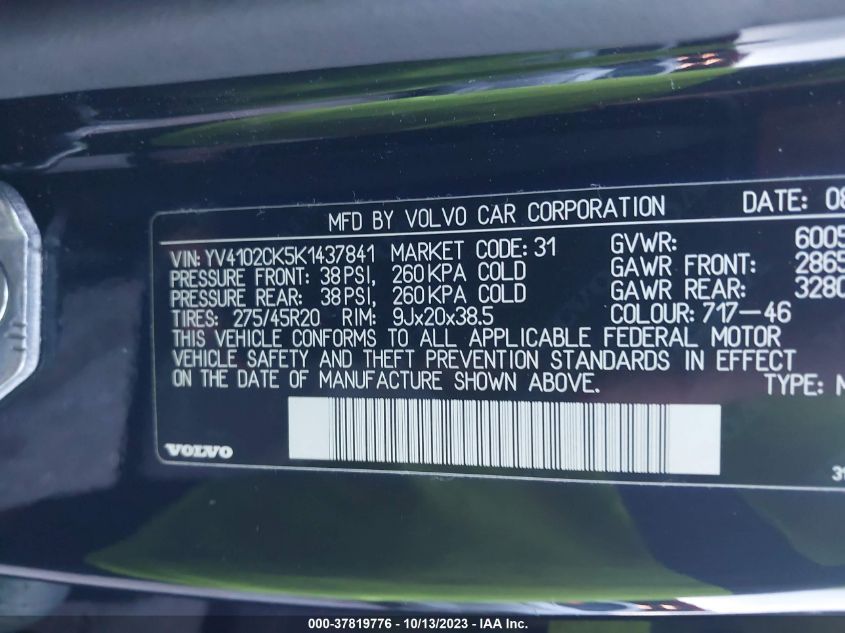 MFD BY VOLVO CAR CORPORATION DATE: 08
VIN: YV4102CK5K1437841 MARKET CODE: 31 GVWR: 6005
PRESSURE FRONT: 38 PSI, 260 KPA COLD GAWR FRONT: 2865
PRESSURE REAR: 38 PSI, 260 KPA COLD GAWR REAR: 3280
TIRES: 275/45R20 RIM: 9Jx20x38.5 COLOUR: 717-46
THIS VEHICLE CONFORMS TO ALL APPLICABLE FEDERAL MOTOR
VEHICLE SAFETY AND THEFT PREVENTION STANDARDS IN EFFECT
ON THE DATE OF MANUFACTURE SHOWN ABOVE. TYPE: M
VOLVO
31
000-37819776 - 10/13/2023 - IAA Inc.